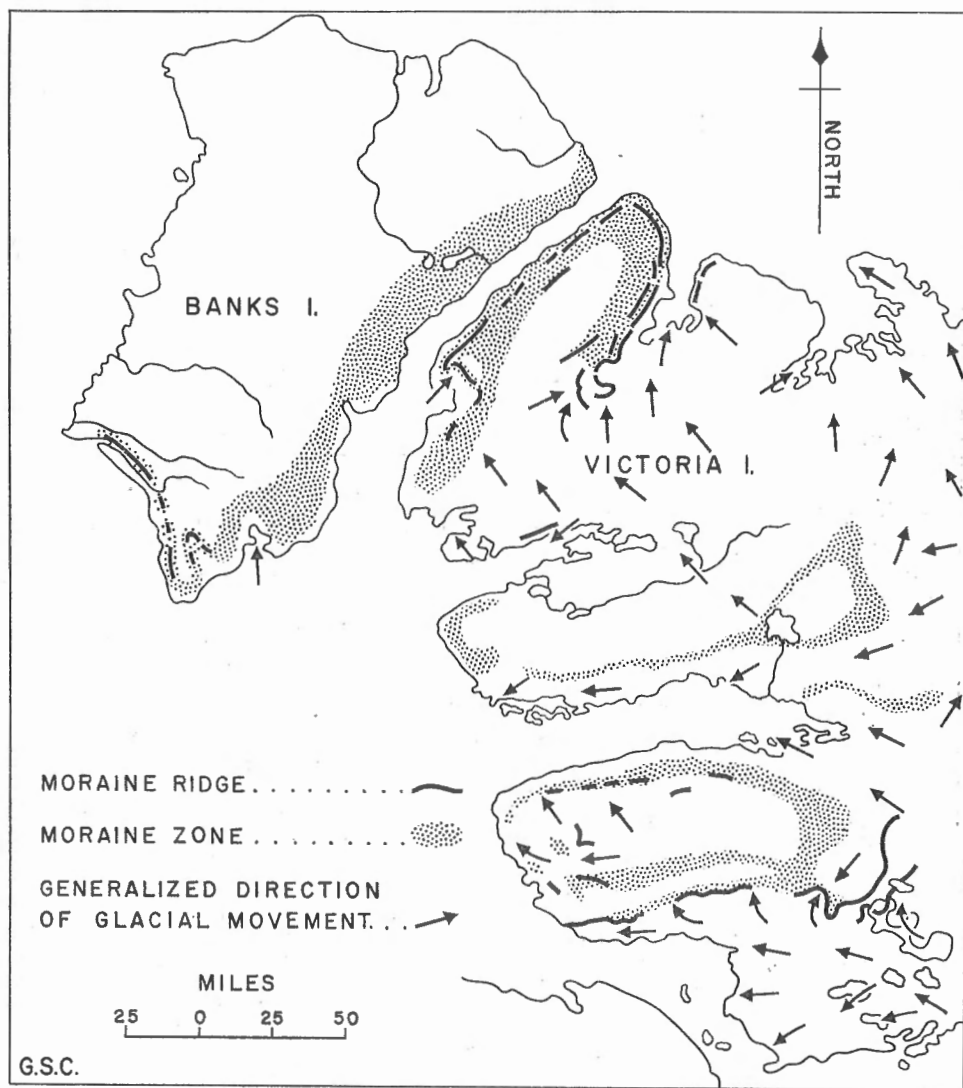 NORTH
BANKS I.
VICTORIA I.
MORAINE RIDGE.........
MORAINE ZONE........
GENERALIZED DIRECTION
OF GLACIAL MOVEMENT...
MILES
25 0 25 50
G.S.C.